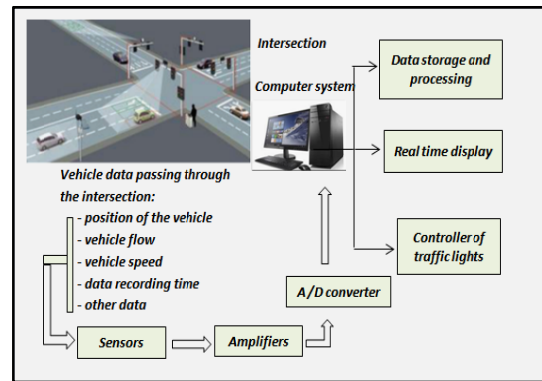 Intersection
Computer system
Data storage and
processing
Real time display
Controller of
traffic lights
Vehicle data passing through
the intersection:
- position of the vehicle
- vehicle flow
- vehicle speed
- data recording time
- other data
Sensors
Amplifiers
A/D converter